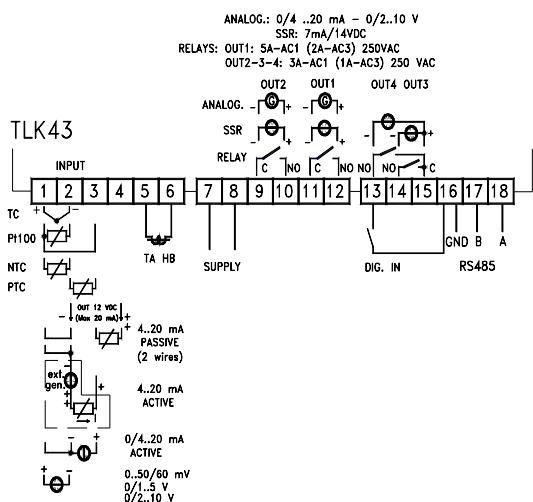 ANALOG.: 0/4 ..20 mA - 0/2..10 V
SSR: 7mA/14VDC
RELAYS: OUT1: 5A-AC1 (2A-AC3) 250VAC
OUT2-3-4: 3A-AC1 (1A-AC3) 250 VAC
OUT2 OUT1 OUT4 OUT3
ANALOG. - G + - G +
SSR - + - + - - +
TLK43
RELAY C NO C NO NO NO C
INPUT
1 2 3 4 5 6 7 8 9 10 11 12 13 14 15 16 17 18
TC + -
Pt100
TA HB
SUPPLY
DIG. IN
GND B A
RS485
NTC
PTC
OUT 12 VDC
- (Max 20 mA) + +
4..20 mA
PASSIVE
(2 wires)
-
ext.
gen.
+
+ +
4..20 mA
ACTIVE
- +
0/4..20 mA
ACTIVE
+ -
0..50/60 mV
0/1..5 V
0/2..10 V